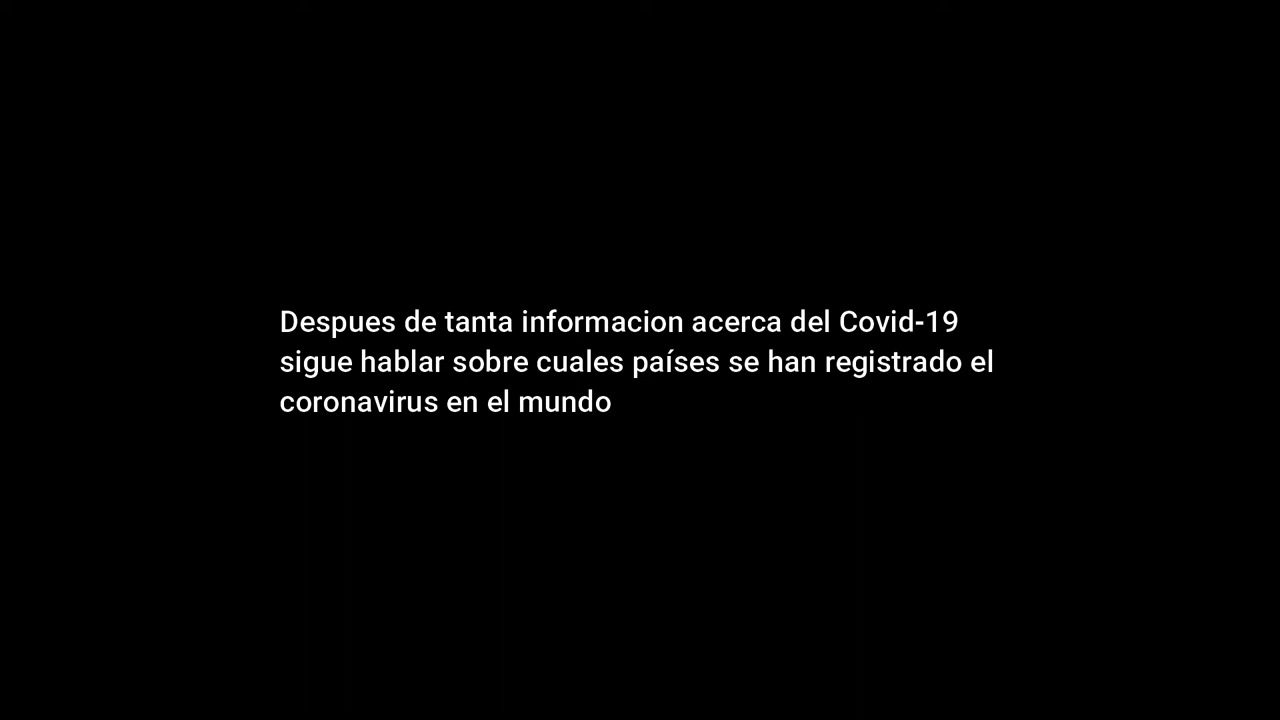 Despues de tanta informacion acerca del Covid-19
sigue hablar sobre cuales países se han registrado el
coronavirus en el mundo